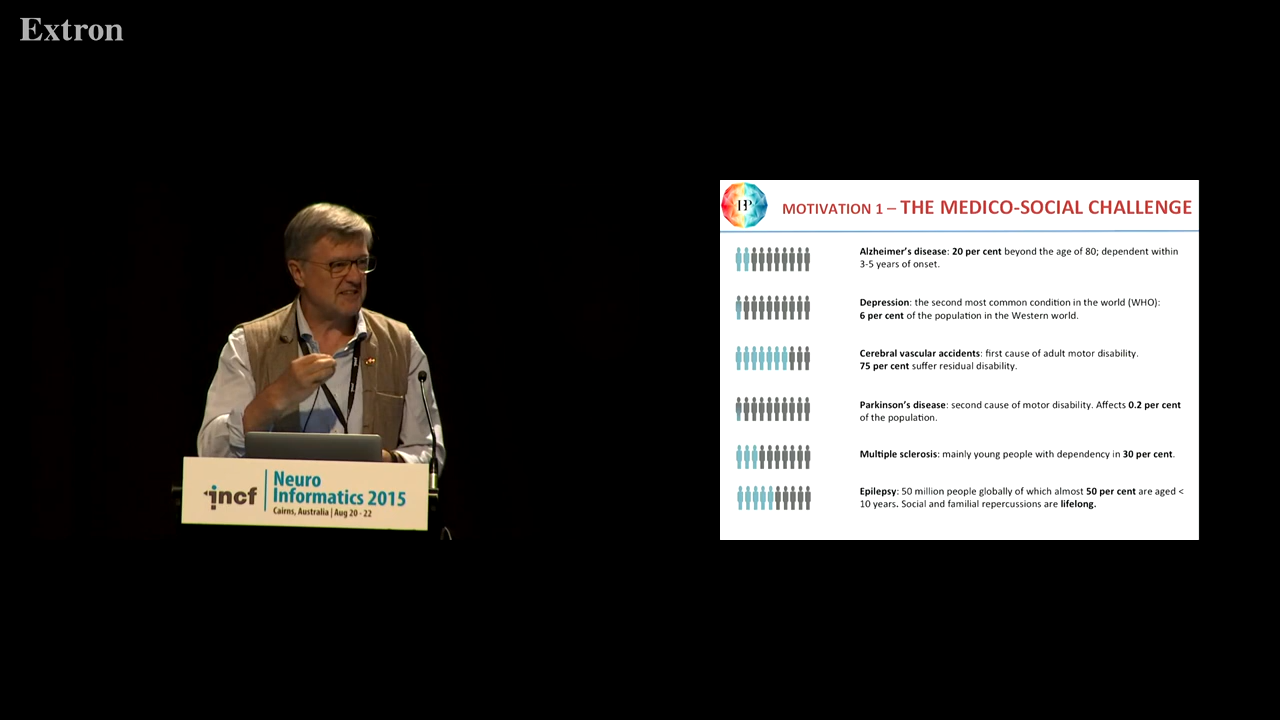 Extron
incf
Neuro
Informatics 2015
Cairns, Australia | Aug 20 - 22
MOTIVATION 1 – THE MEDICO-SOCIAL CHALLENGE
Alzheimer's disease: 20 per cent beyond the age of 80; dependent within
3-5 years of onset.
Depression: the second most common condition in the world (WHO):
6 per cent of the population in the Western world.
Cerebral vascular accidents: first cause of adult motor disability.
75 per cent suffer residual disability.
Parkinson's disease: second cause of motor disability. Affects 0.2 per cent
of the population.
Multiple sclerosis: mainly young people with dependency in 30 per cent.
Epilepsy: 50 million people globally of which almost 50 per cent are aged <
10 years. Social and familial repercussions are lifelong.